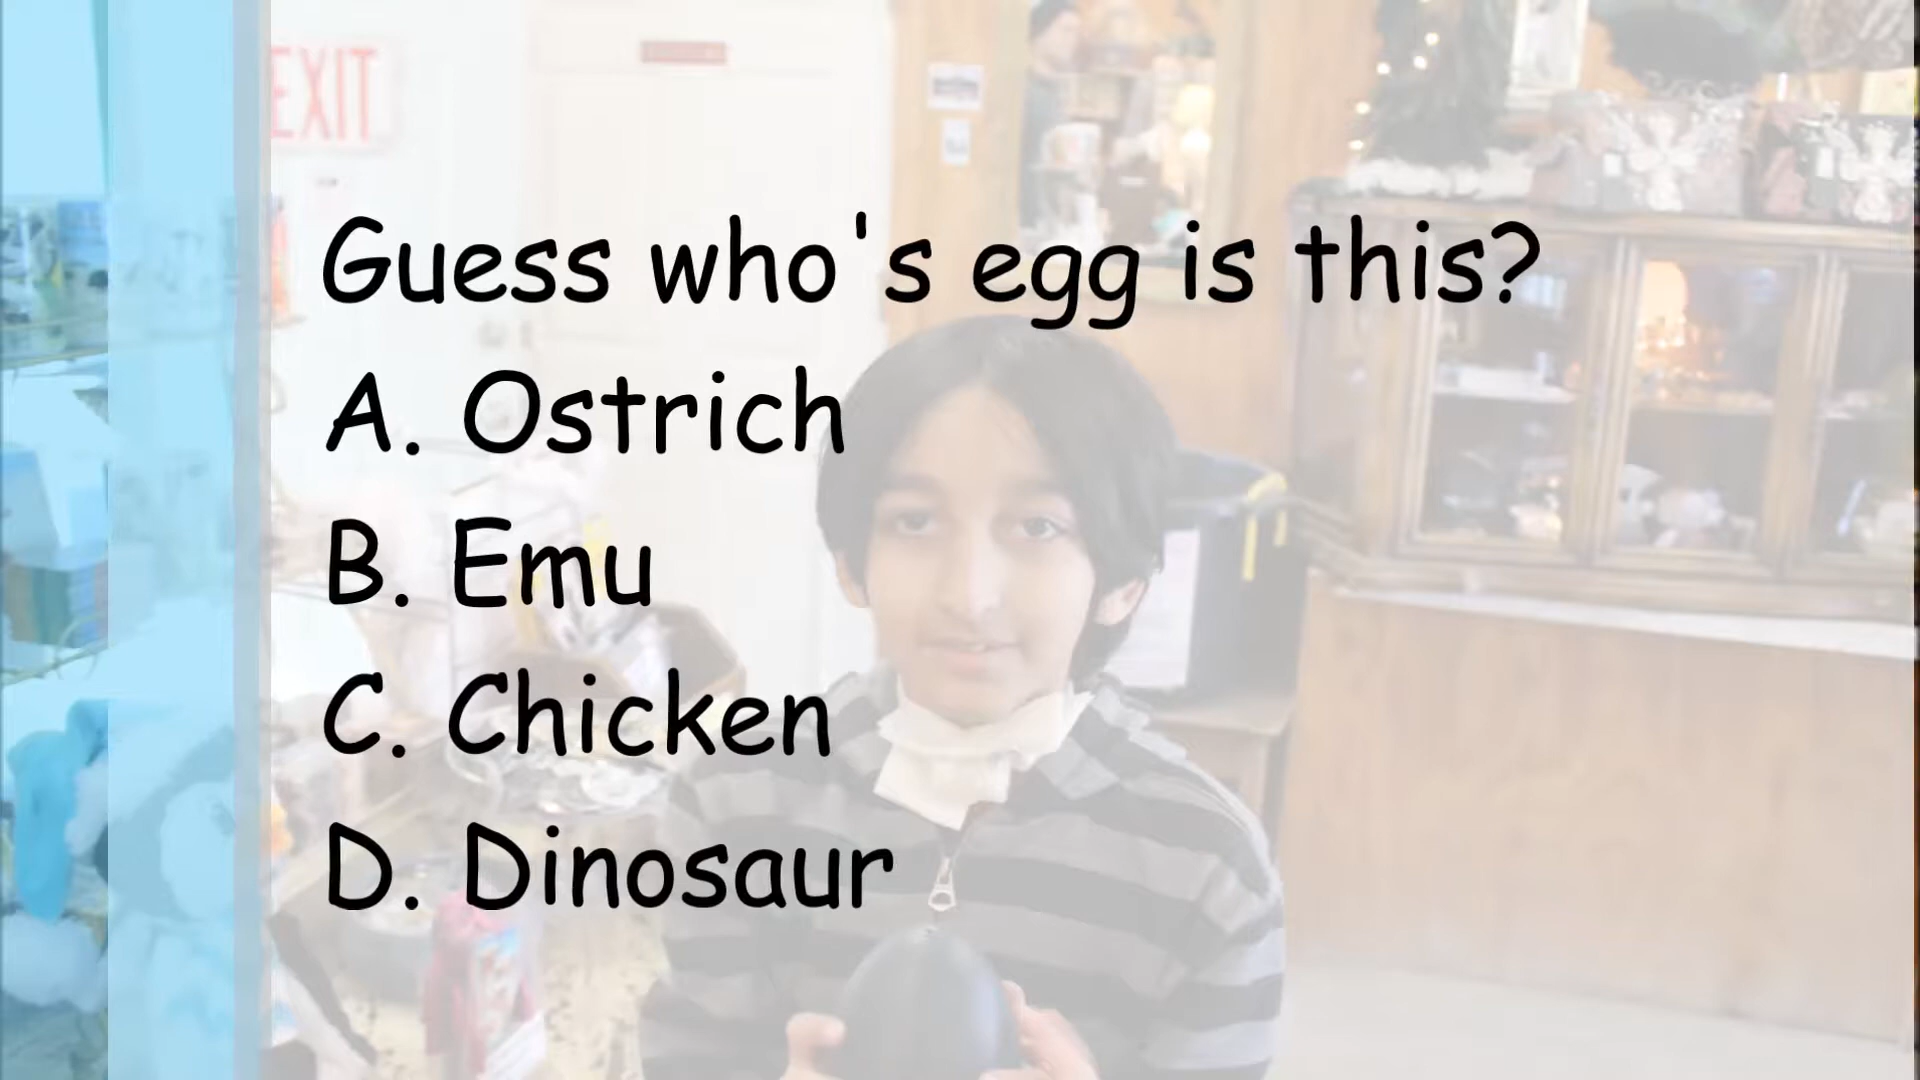 EXIT
Guess who's egg is this?
A. Ostrich
B. Emu
C. Chicken
D. Dinosaur